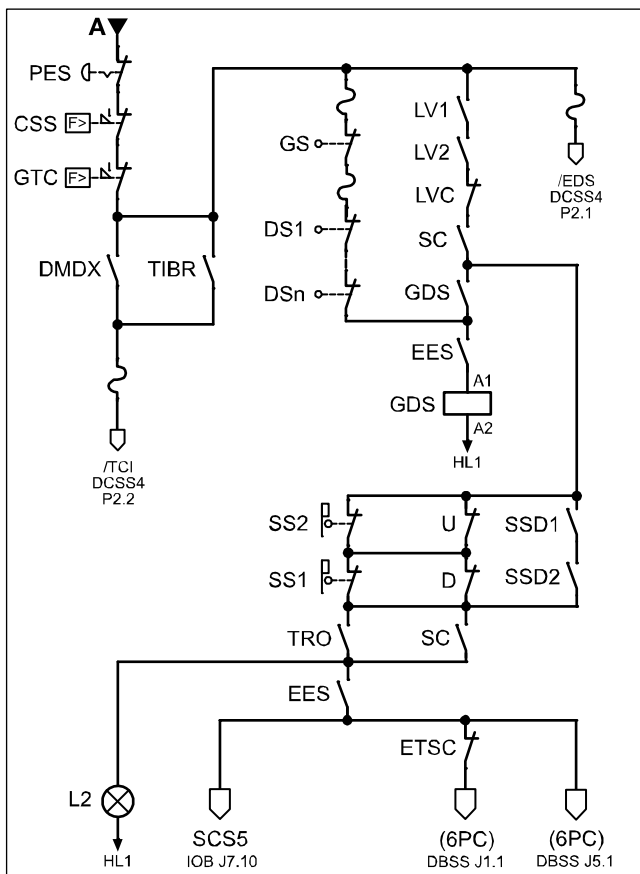 A
PES
CSS F>
GTC F>
DMDX TIBR
/TCI
DCSS4
P2.2
GS
DS1
DSn
LV1
LV2
LVC
SC
GDS
EES
A1
GDS
A2
HL1
/EDS
DCSS4
P2.1
SS2 U SSD1
SS1 D SSD2
TRO SC
EES
ETSC
L2
HL1
SCS5
IOB J7.10
(6PC)
DBSS J1.1
(6PC)
DBSS J5.1